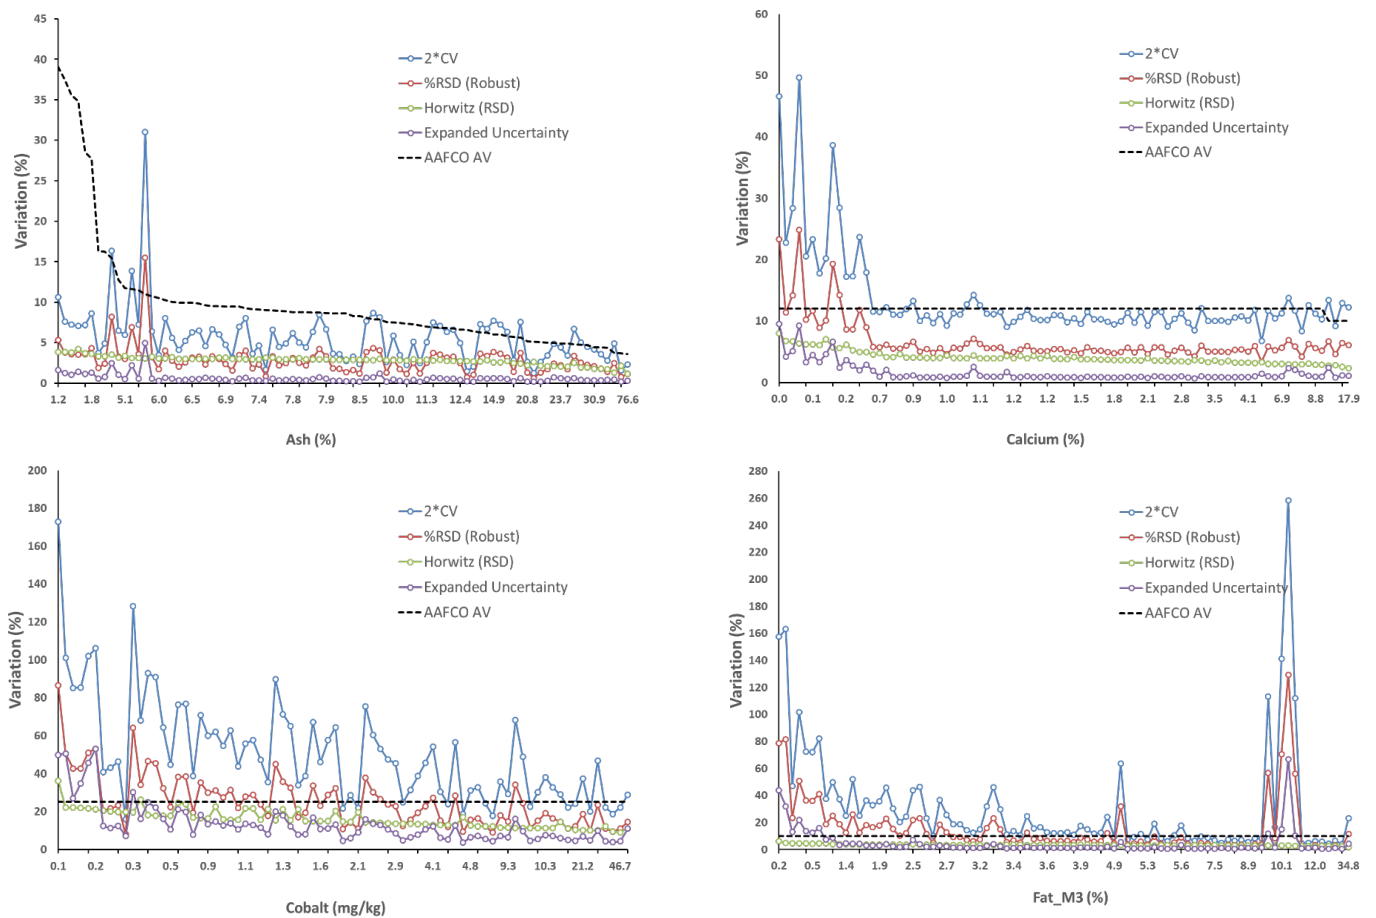 45
40
35
30
25
20
15
10
5
0
Variation (%)
2*CV
%RSD (Robust)
Horwitz (RSD)
Expanded Uncertainty
AAFCO AV
1.2 1.8 5.1 6.0 6.5 6.9 7.4 7.8 7.9 8.5 10.0 11.3 12.4 14.9 20.8 23.7 30.9 76.6
Ash (%)
60
50
40
30
20
10
0
Variation (%)
2*CV
%RSD (Robust)
Horwitz (RSD)
Expanded Uncertainty
AAFCO AV
0.0 0.1 0.2 0.7 0.9 1.0 1.1 1.2 1.2 1.5 1.8 2.1 2.8 3.5 4.1 6.9 8.8 17.9
Calcium (%)
200
180
160
140
120
100
80
60
40
20
0
Variation (%)
2*CV
%RSD (Robust)
Horwitz (RSD)
Expanded Uncertainty
AAFCO AV
0.1 0.2 0.3 0.5 0.9 1.1 1.3 1.6 2.1 2.9 4.1 4.8 9.3 10.3 21.2 46.7
Cobalt (mg/kg)
280
260
240
220
200
180
160
140
120
100
80
60
40
20
0
Variation (%)
2*CV
%RSD (Robust)
Horwitz (RSD)
Expanded Uncertainty
AAFCO AV
0.2 0.5 1.4 1.9 2.5 2.7 3.2 3.4 3.6 3.9 4.9 5.3 5.6 7.5 8.9 10.1 12.0 34.8
Fat_M3 (%)